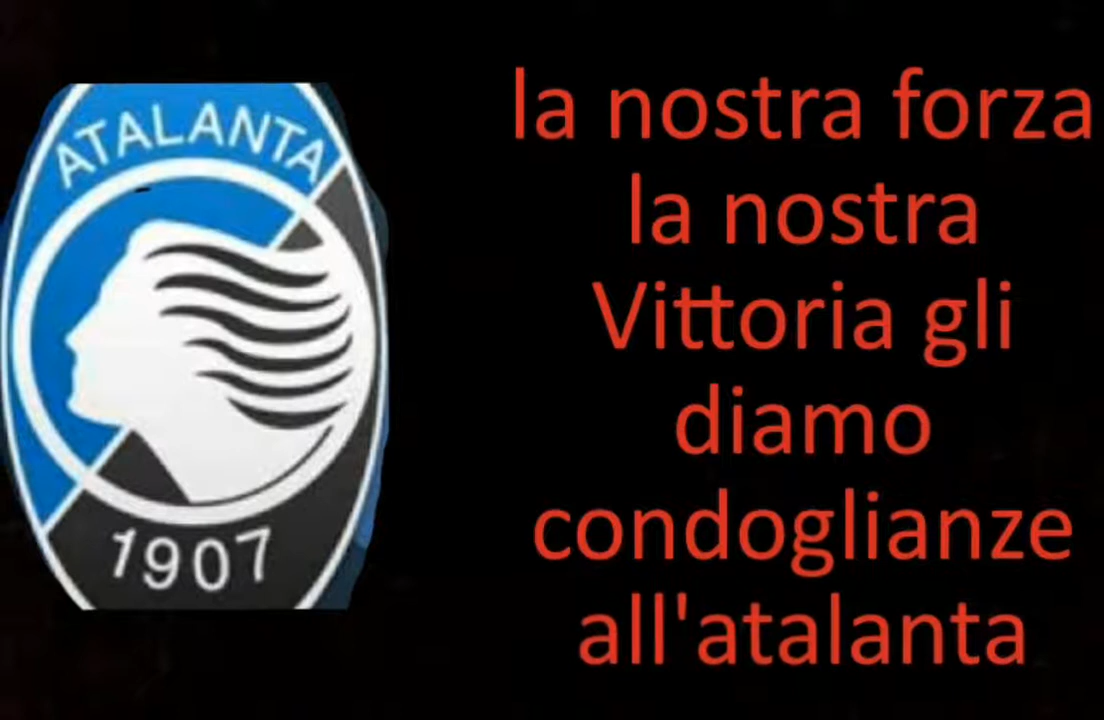 ATALANTA
1907
la nostra forza
la nostra
Vittoria gli
diamo
condoglianze
all'atalanta